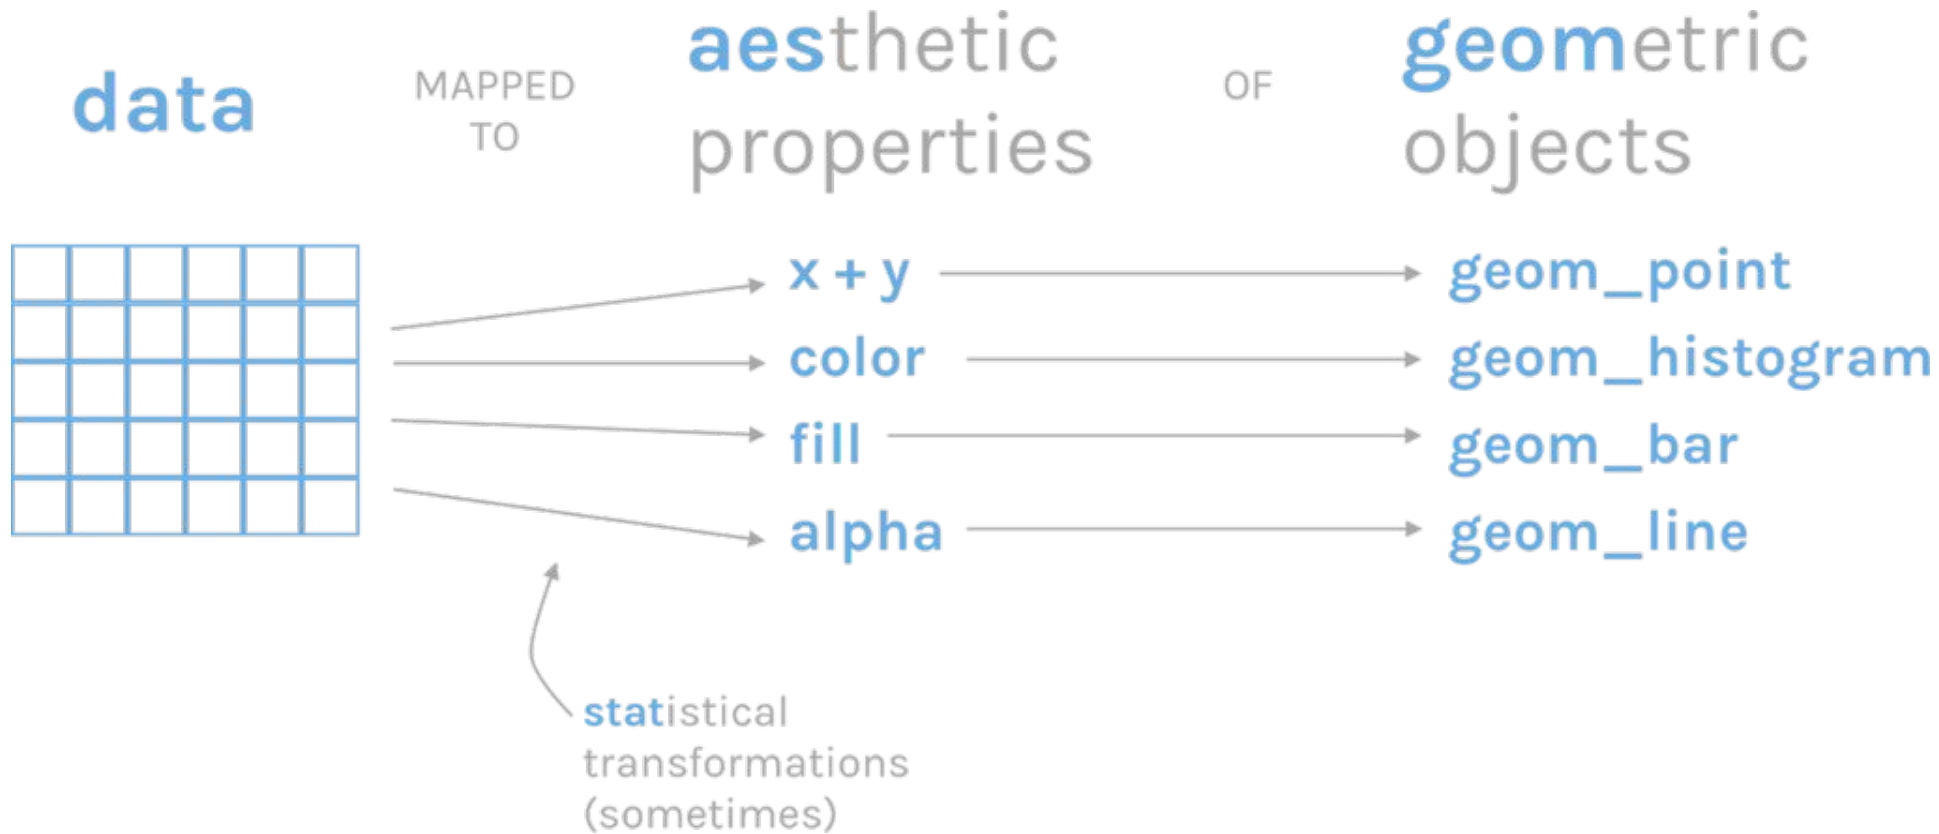 data
MAPPED
TO
aesthetic
properties
OF
geometric
objects
x + y
geom_point
color
geom_histogram
fill
geom_bar
alpha
geom_line
statistical
transformations
(sometimes)